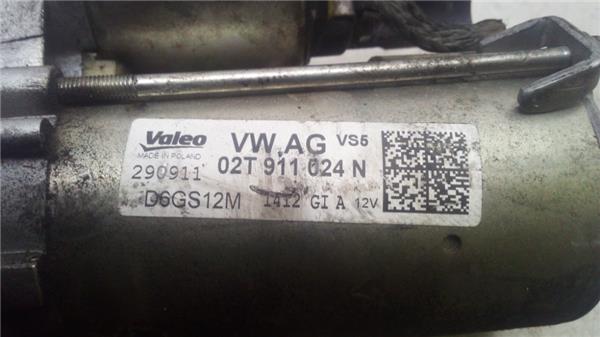 Valeo VW.AG VS5
MADE IN POLAND
290911 02T 911 024 N
D6GS12M 1412 GI A 12V